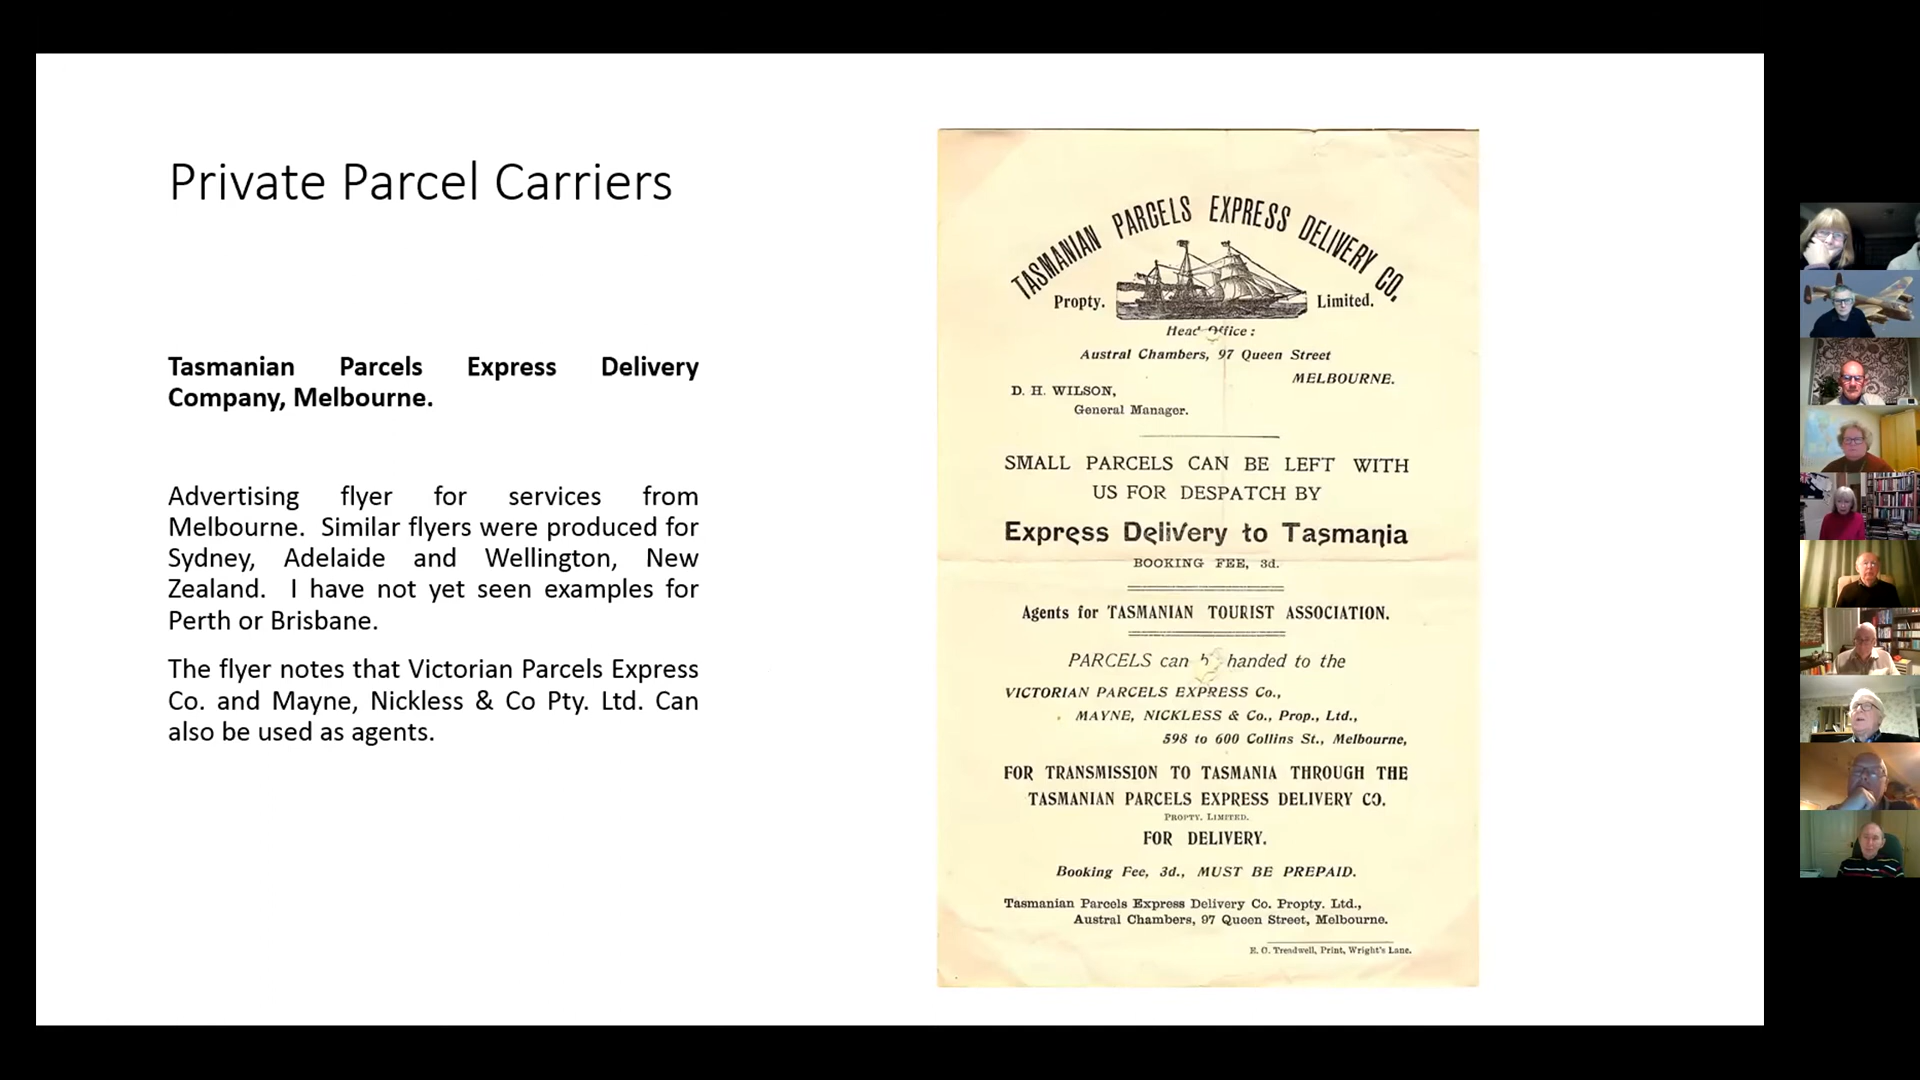 Private Parcel Carriers
Tasmanian Parcels Express Delivery
Company, Melbourne.
Advertising flyer for services from
Melbourne. Similar flyers were produced for
Sydney, Adelaide and Wellington, New
Zealand. I have not yet seen examples for
Perth or Brisbane.
The flyer notes that Victorian Parcels Express
Co. and Mayne, Nickless & Co Pty. Ltd. Can
also be used as agents.
TASMANIAN PARCELS EXPRESS DELIVERY CO.
Propty. Limited.
Head Office:
Austral Chambers, 97 Queen Street
MELBOURNE.
D. H. WILSON,
General Manager.
SMALL PARCELS CAN BE LEFT WITH
US FOR DESPATCH BY
Express Delivery to Tasmania
BOOKING FEE, 3d.
Agents for TASMANIAN TOURIST ASSOCIATION.
PARCELS can handed to the
VICTORIAN PARCELS EXPRESS Co.,
MAYNE, NICKLESS & Co., Prop., Ltd.,
598 to 600 Collins St., Melbourne,
FOR TRANSMISSION TO TASMANIA THROUGH THE
TASMANIAN PARCELS EXPRESS DELIVERY CO.
PROPTY. LIMITED.
FOR DELIVERY.
Booking Fee, 3d., MUST BE PREPAID.
Tasmanian Parcels Express Delivery Co. Propty. Ltd.,
Austral Chambers, 97 Queen Street, Melbourne.
E. C. Treadwell, Print, Wright's Lane.